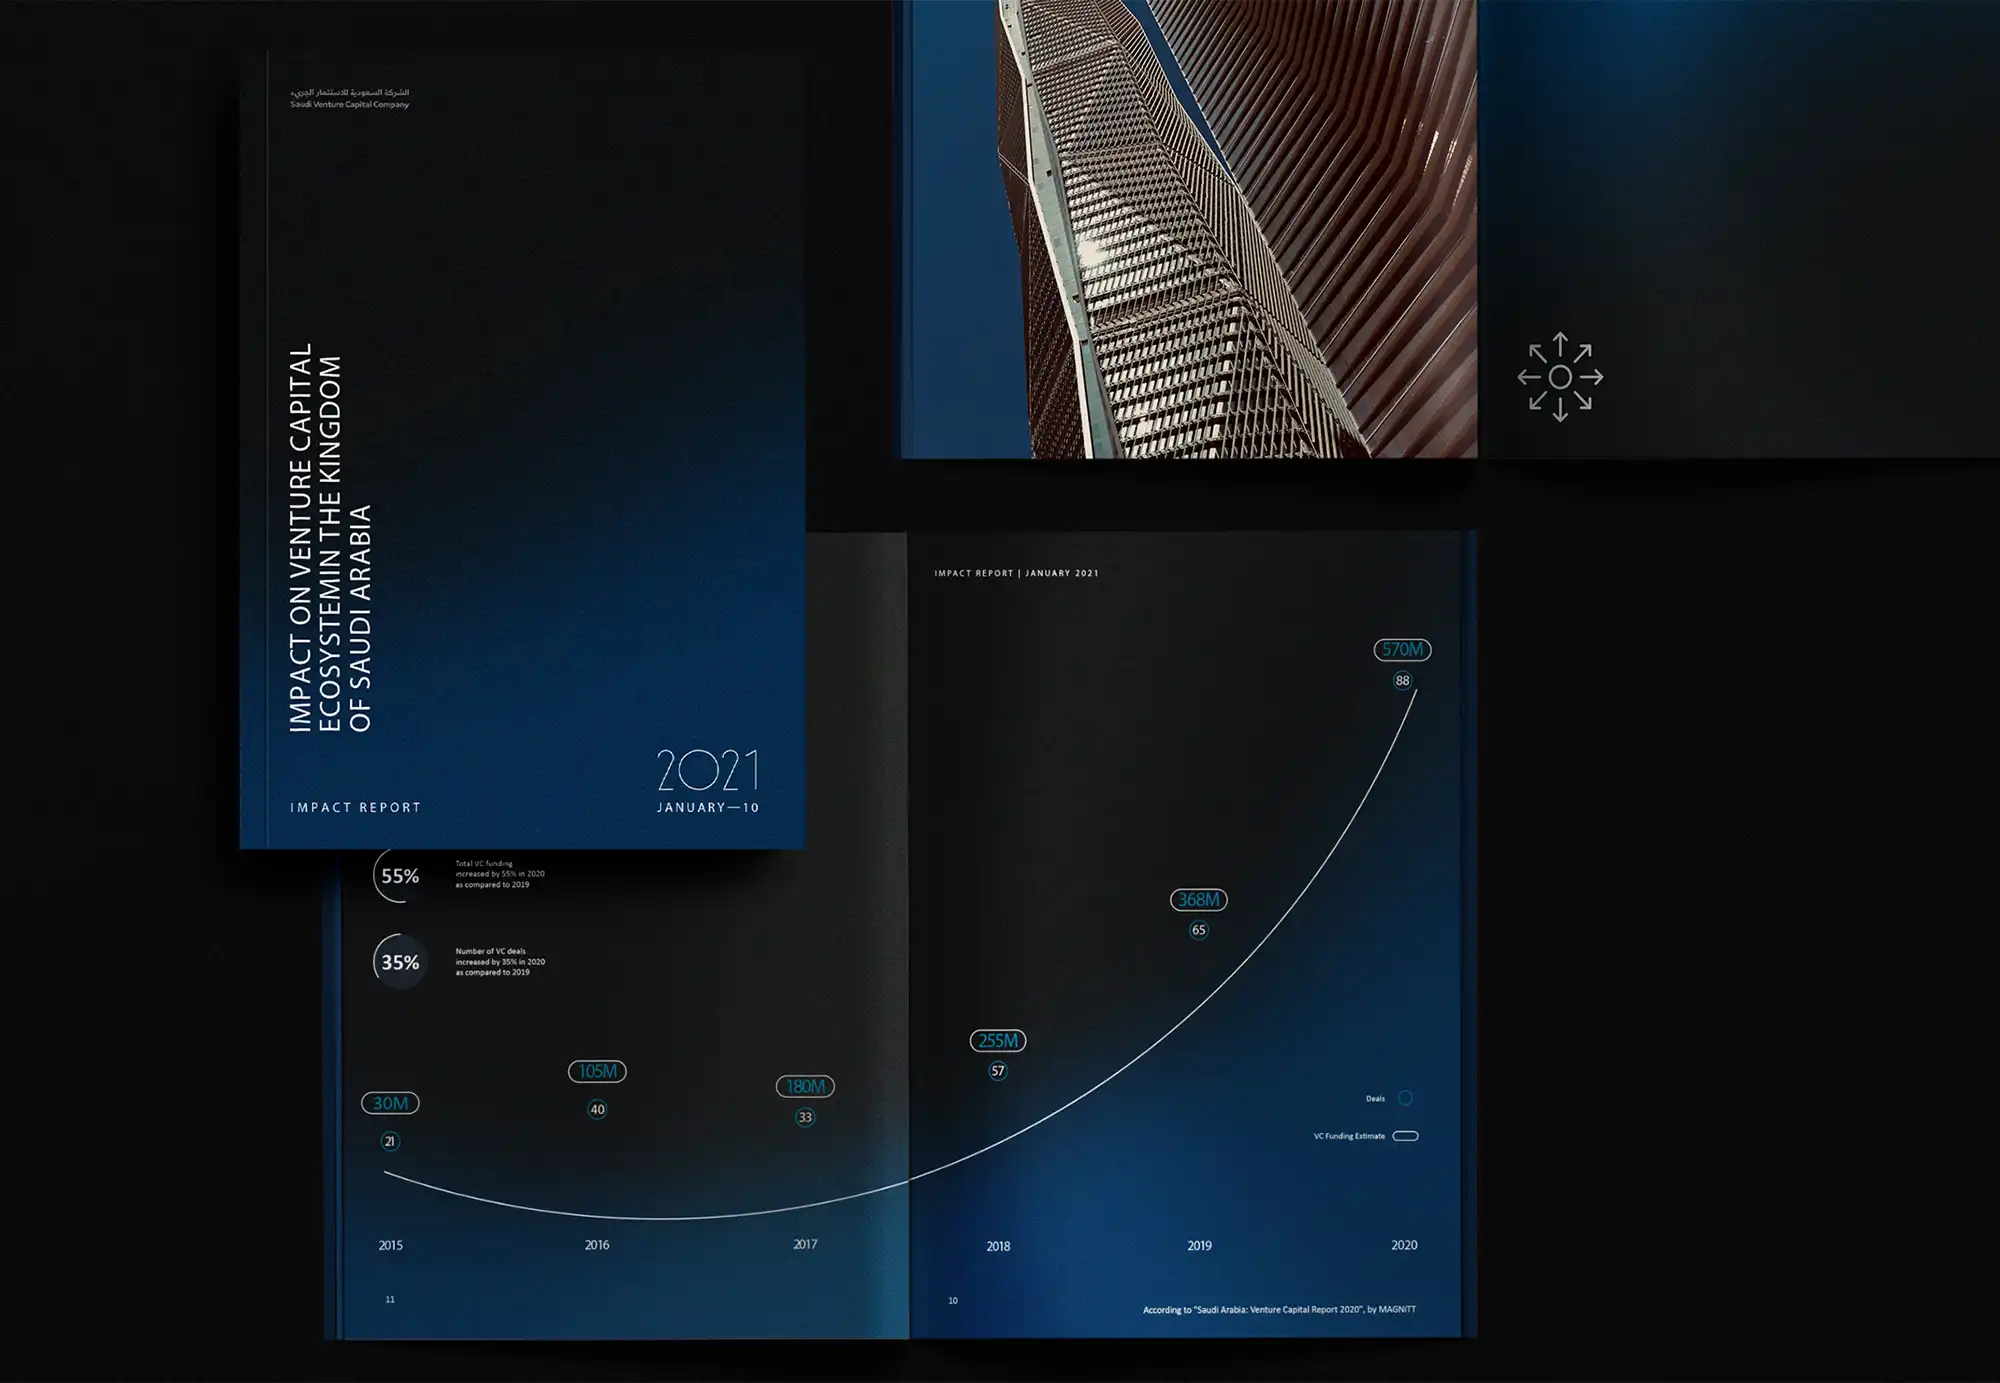 الشركة السعودية للاستثمار الجريء
Saudi Venture Capital Company
IMPACT ON VENTURE CAPITAL
ECOSYSTEMIN THE KINGDOM
OF SAUDI ARABIA
IMPACT REPORT
2021
JANUARY—10
IMPACT REPORT | JANUARY 2021
55%
Total VC funding
increased by 55% in 2020
as compared to 2019
35%
Number of VC deals
increased by 35% in 2020
as compared to 2019
30M
21
105M
40
180M
33
255M
57
368M
65
570M
88
Deals
VC Funding Estimate
2015
2016
2017
2018
2019
2020
11
10
According to "Saudi Arabia: Venture Capital Report 2020", by MAGNiTT